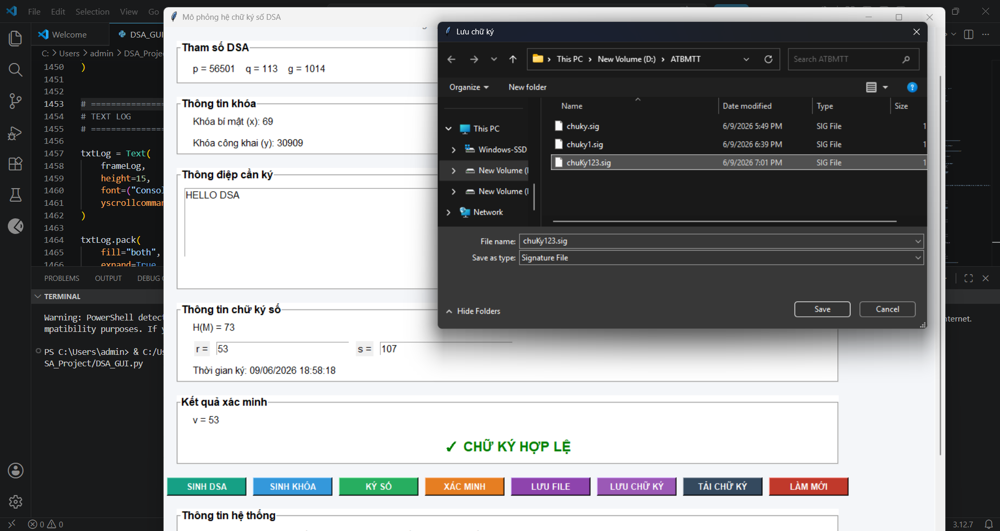 File Edit Selection View Go
Mô phỏng hệ chữ ký số DSA
Welcome
DSA_GUI
C: > Users > admin > DSA_Proje
1450 )
1451
1452
1453 # ================
1454 # TEXT LOG
1455 # ================
1456
1457 txtLog = Text(
1458 frameLog,
1459 height=15,
1460 font=("Consol
1461 yscrollcomman
1462 )
1463
1464 txtLog.pack(
1465 fill="both",
1466 expand=True
PROBLEMS OUTPUT DEBUG
TERMINAL
Warning: PowerShell detect
mpatibility purposes. If
nternet.
PS C:\Users\admin> & C:/Us
SA_Project/DSA_GUI.py
0 0
3.12.7
Tham số DSA
p = 56501 q = 113 g = 1014
Thông tin khóa
Khóa bí mật (x): 69
Khóa công khai (y): 30909
Thông điệp cần ký
HELLO DSA
Thông tin chữ ký số
H(M) = 73
r = 53 s = 107
Thời gian ký: 09/06/2026 18:58:18
Kết quả xác minh
v = 53
✓ CHỮ KÝ HỢP LỆ
SINH DSA SINH KHÓA KÝ SỐ XÁC MINH LƯU FILE LƯU CHỮ KÝ TẢI CHỮ KÝ LÀM MỚI
Thông tin hệ thống
Lưu chữ ký
This PC > New Volume (D:) > ATBMTT
Search ATBMTT
Organize New folder
Name Date modified Type Size
This PC
Windows-SSD
New Volume (
New Volume (
Network
chuky.sig 6/9/2026 5:49 PM SIG File 1
chuky1.sig 6/9/2026 6:39 PM SIG File 1
chuKy123.sig 6/9/2026 7:01 PM SIG File 1
File name: chuKy123.sig
Save as type: Signature File
Hide Folders
Save Cancel